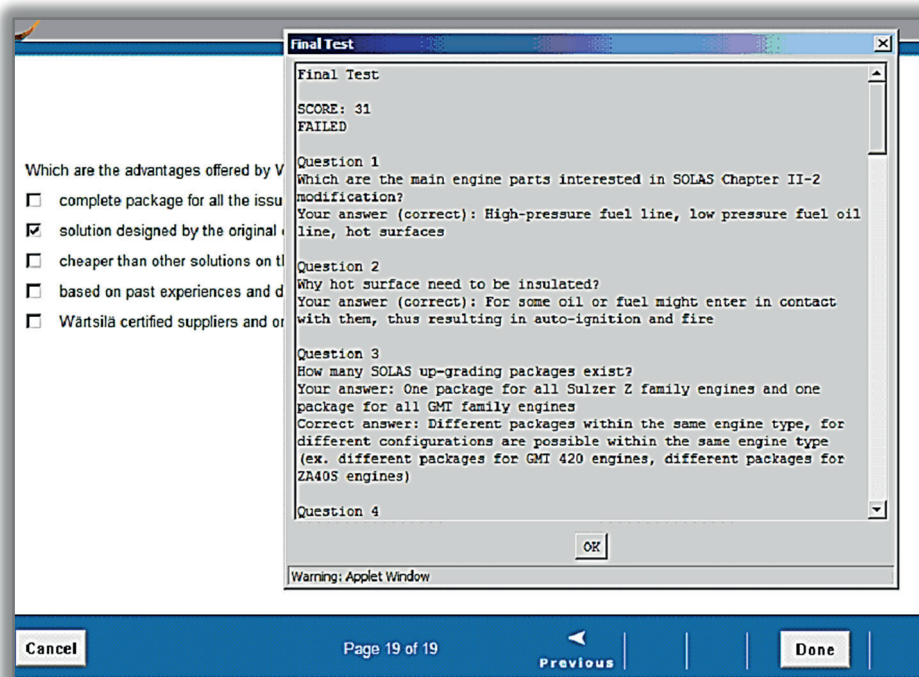 Final Test
Final Test
SCORE: 31
FAILED
Question 1
Which are the main engine parts interested in SOLAS Chapter II-2
modification?
Your answer (correct): High-pressure fuel line, low pressure fuel oil
line, hot surfaces
Question 2
Why hot surface need to be insulated?
Your answer (correct): For some oil or fuel might enter in contact
with them, thus resulting in auto-ignition and fire
Question 3
How many SOLAS up-grading packages exist?
Your answer: One package for all Sulzer Z family engines and one
package for all GMT family engines
Correct answer: Different packages within the same engine type, for
different configurations are possible within the same engine type
(ex. different packages for GMT 420 engines, different packages for
ZA40S engines)
Question 4
OK
Warning: Applet Window
Which are the advantages offered by
complete package for all the
solution designed by the original
cheaper than other solutions on
based on past experiences and
Wärtsilä certified suppliers and
Cancel
Page 19 of 19
Previous
Done